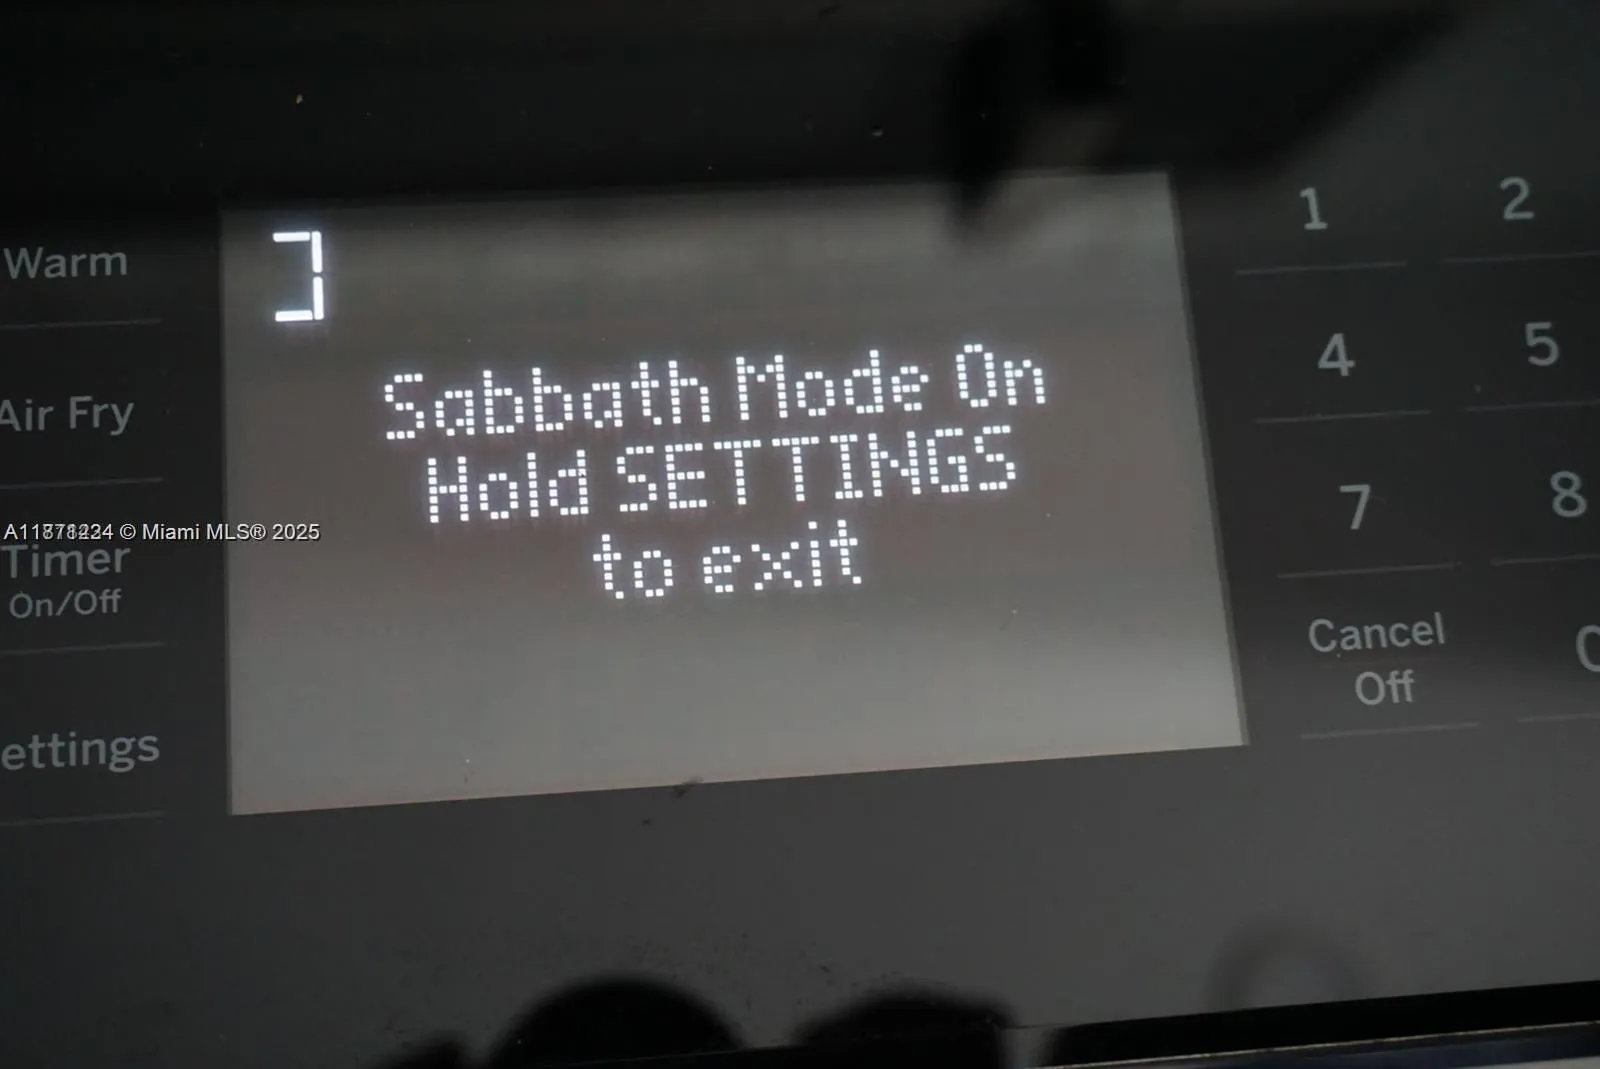 Warm
Air Fry
Timer
On/Off
ettings
Sabbath Mode On
Hold SETTINGS
to exit
1 2
4 5
7 8
Cancel
Off
© Miami MLS® 2025